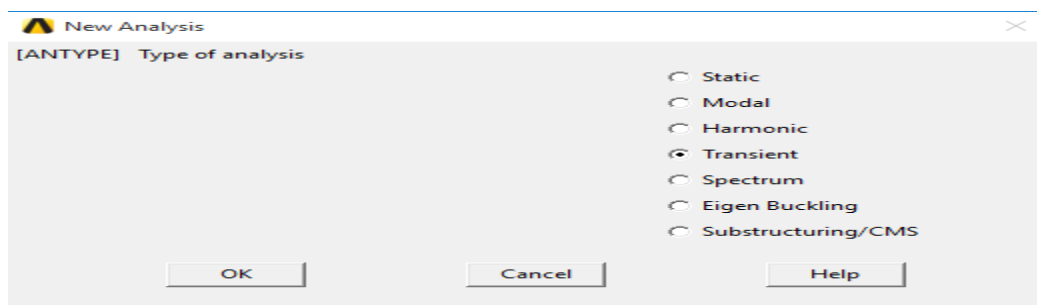 New Analysis
[ANTYPE] Type of analysis
Static
Modal
Harmonic
Transient
Spectrum
Eigen Buckling
Substructuring/CMS
OK Cancel Help